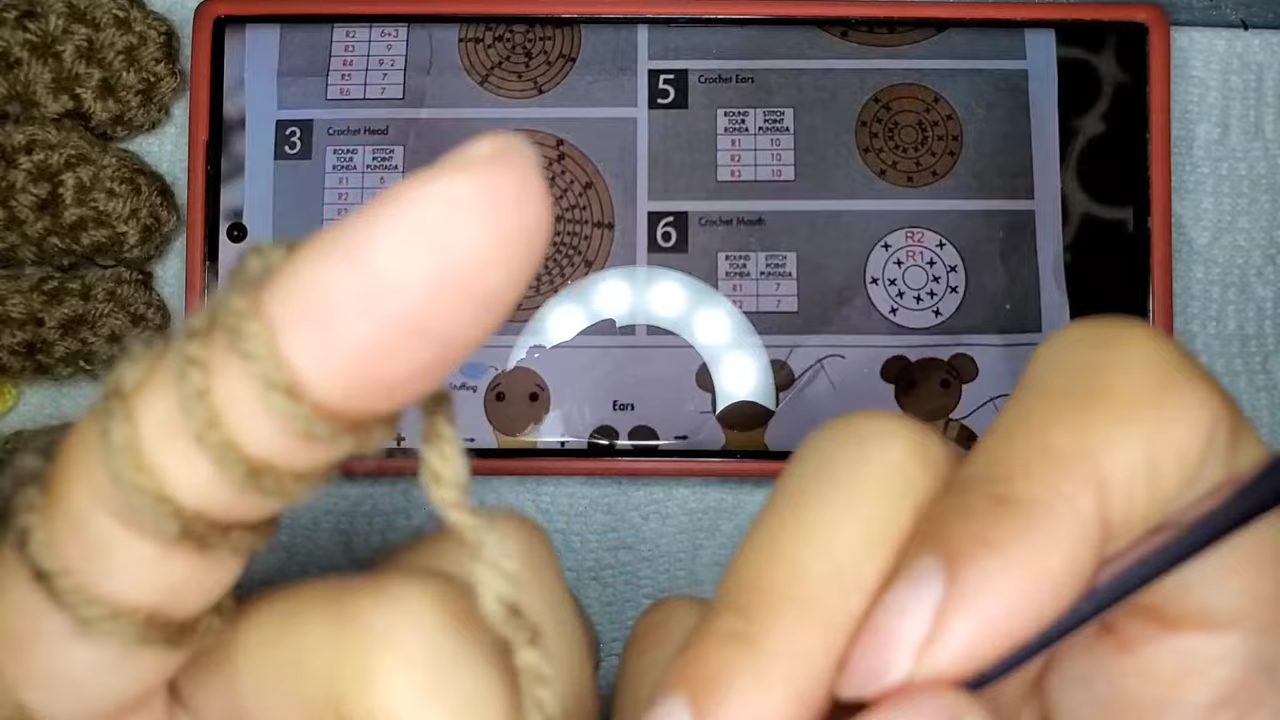 R2 6+3
R3 9
R4 9-2
R5 7
R6 7
3 Crochet Head
ROUND TOUR RONDA STITCH POINT PUNTADA
R1 6
R2
5 Crochet Ears
ROUND TOUR RONDA STITCH POINT PUNTADA
R1 10
R2 10
R3 10
6 Crochet Mouth
ROUND TOUR RONDA STITCH POINT PUNTADA
R1 7
7
R2
R1
Stuffing
Ears